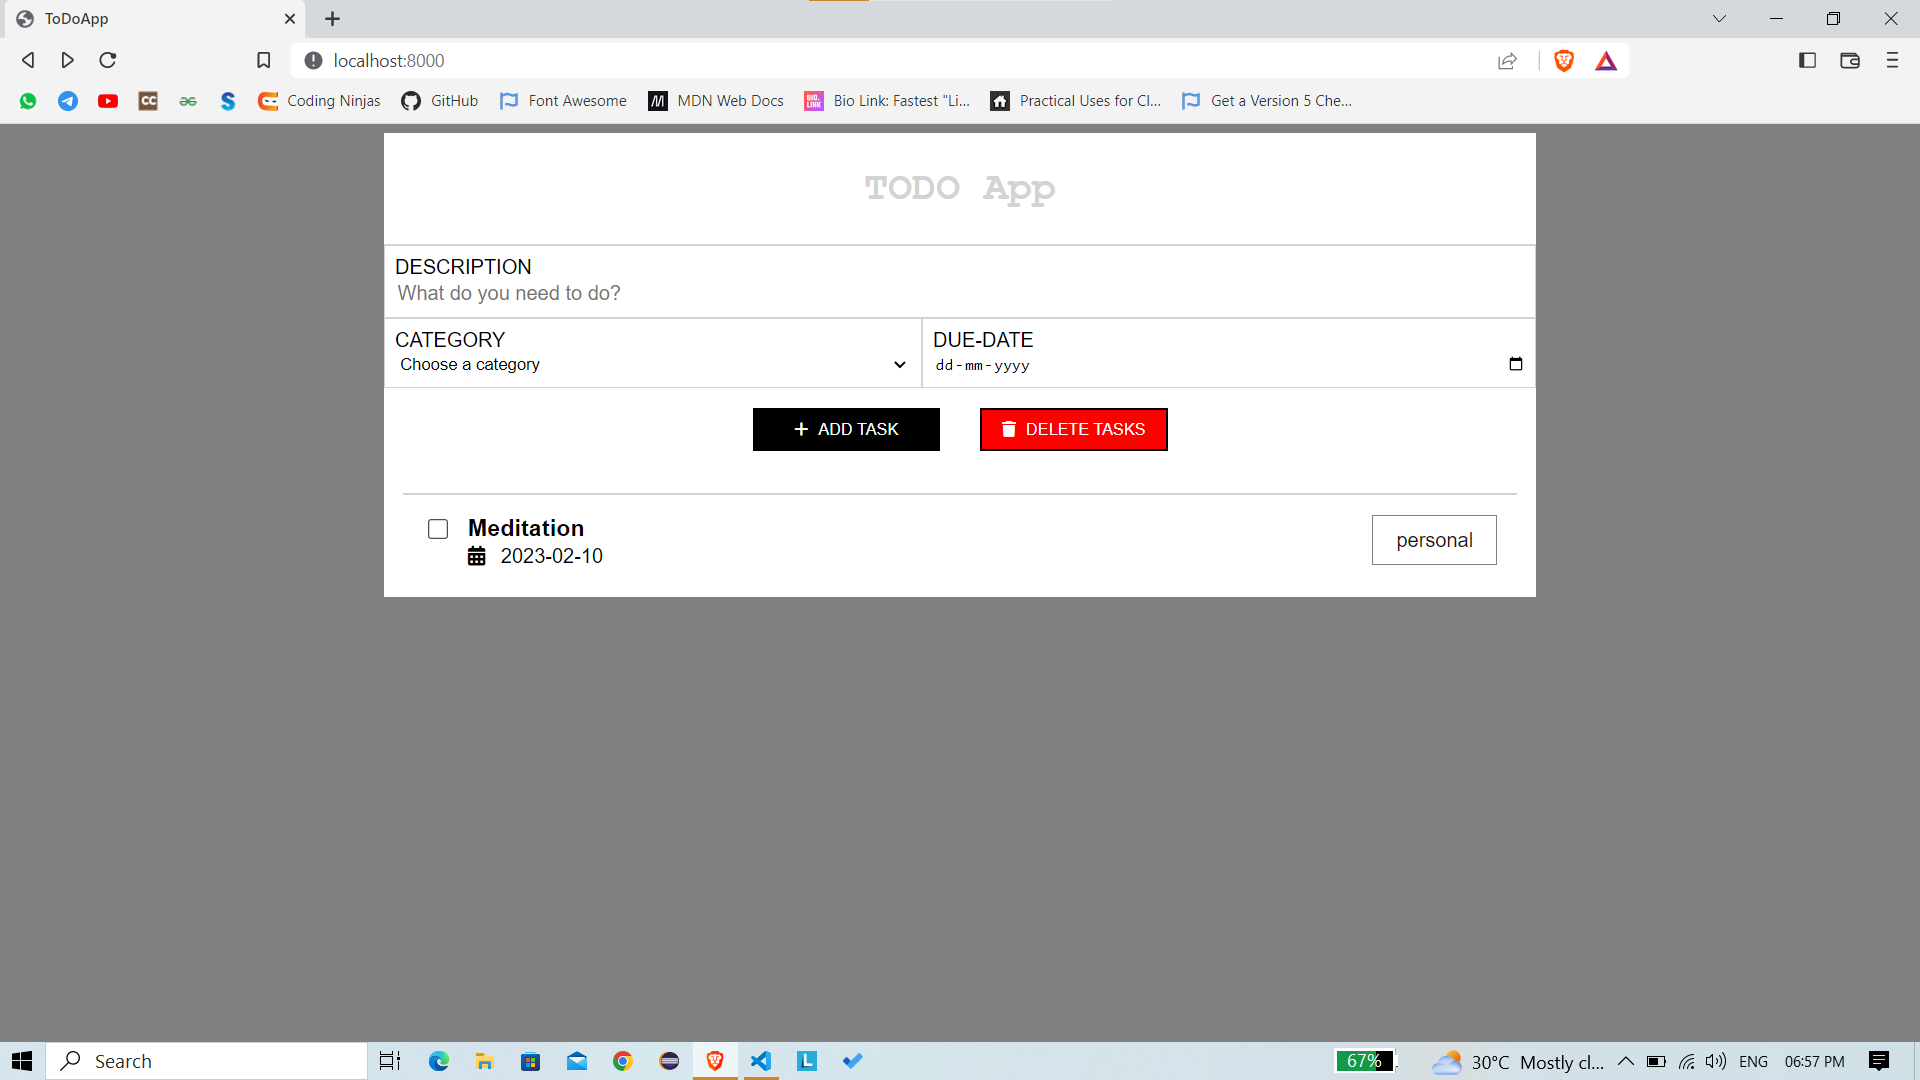 ToDoApp
localhost:8000
CC
Coding Ninjas
GitHub
Font Awesome
MDN Web Docs
BIO. LINK
Bio Link: Fastest "Li...
Practical Uses for Cl...
Get a Version 5 Che...
TODO App
DESCRIPTION
What do you need to do?
CATEGORY
DUE-DATE
Choose a category
dd-mm-yyyy
+ ADD TASK
DELETE TASKS
Meditation
2023-02-10
personal
Search
L
67%
30°C Mostly cl...
ENG
06:57 PM